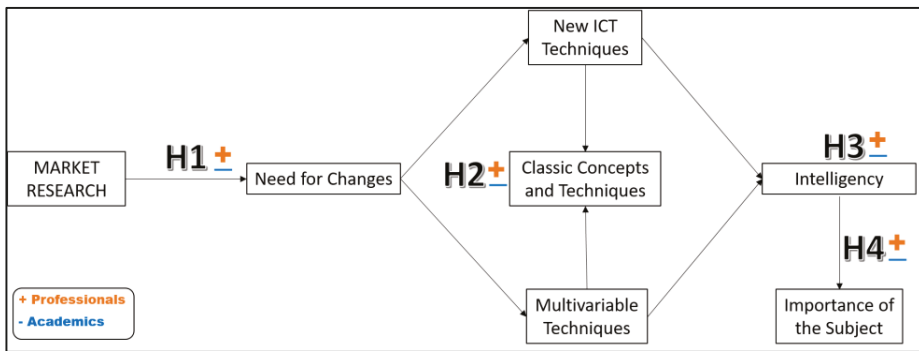 New ICT
Techniques
H1 +
-
MARKET
RESEARCH
Need for Changes
H2 +
-
Classic Concepts
and Techniques
H3 +
-
Intelligency
H4 +
-
Multivariable
Techniques
Importance of
the Subject
+ Professionals
- Academics